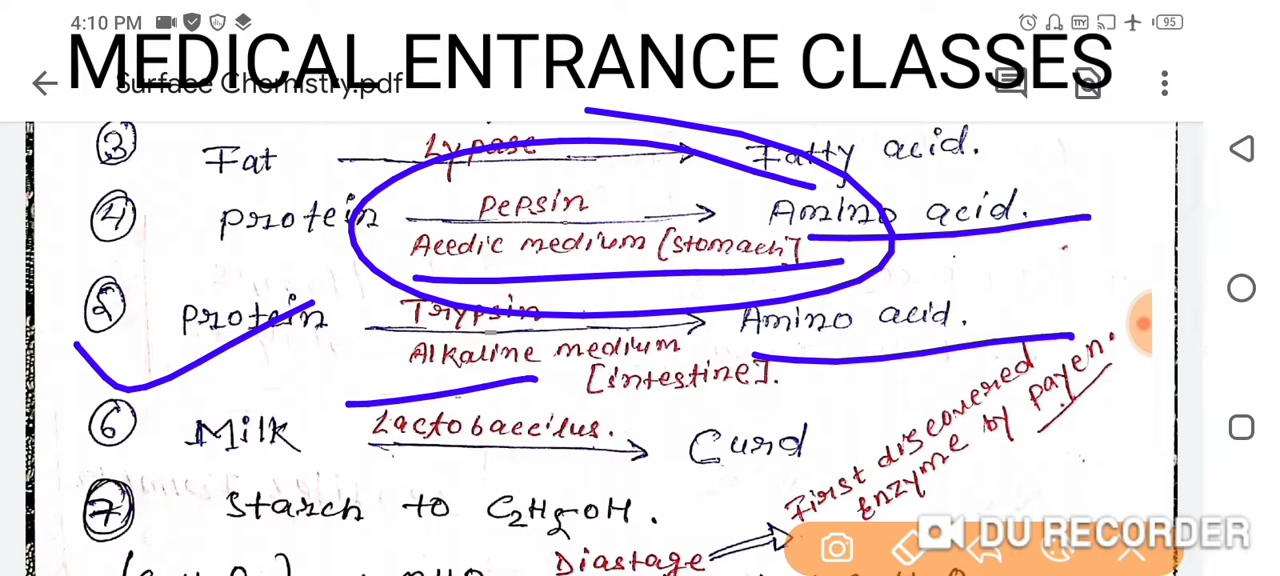 4:10 PM
95
MEDICAL ENTRANCE CLASSES
Surface Chemistry.pdf
③ Fat Lypase Fatty acid.
④ Protein Pepsin Amino acid.
Acedic medium [stomach]
⑤ Protein Trypsin Amino acid.
Alkaline medium
[intestine].
⑥ Milk Lactobaccilus. Curd
First discovered
Enzyme by Payen.
⑦ Starch to C2H5OH.
Diastage
DU RECORDER